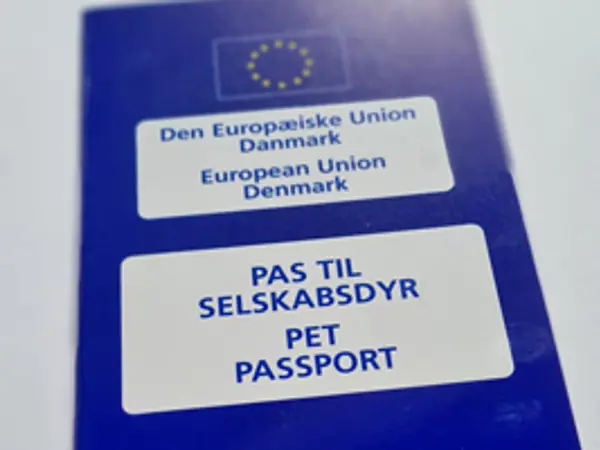 Den Europæiske Union
Danmark
European Union
Denmark
PAS TIL
SELSKABSDYR
PET
PASSPORT